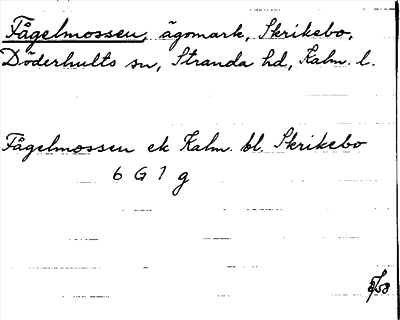 Fågelmossen, ägomark, Skrikebo,
Döderhults sn, Stranda hd, Kalm. l.
Fågelmossen ek Kalm. bl. Skrikebo
6 G 1 g